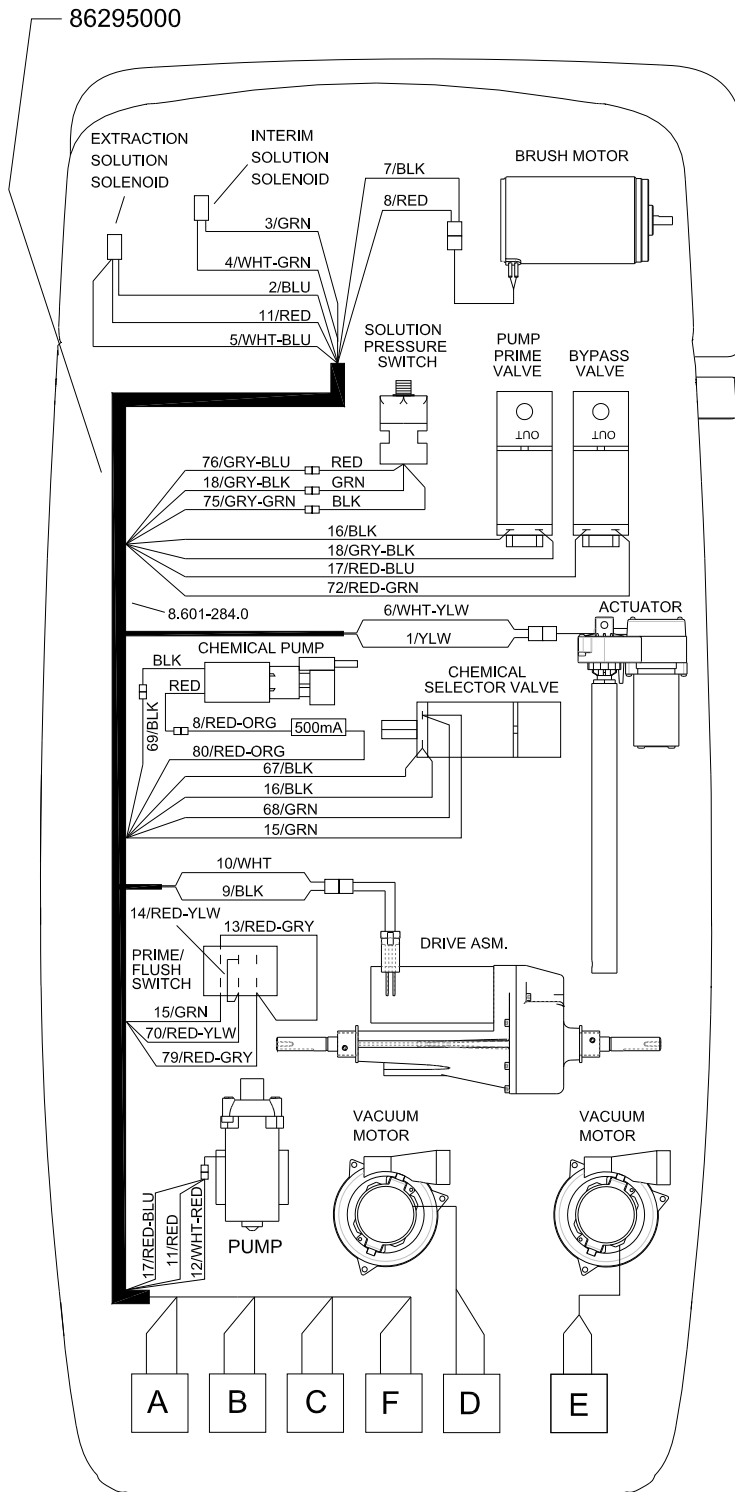 86295000
EXTRACTION
SOLUTION
SOLENOID
INTERIM
SOLUTION
SOLENOID
7/BLK
8/RED
BRUSH MOTOR
3/GRN
4/WHT-GRN
2/BLU
11/RED
5/WHT-BLU
SOLUTION
PRESSURE
SWITCH
PUMP
PRIME
VALVE
BYPASS
VALVE
OUT
OUT
76/GRY-BLU
RED
18/GRY-BLK
GRN
75/GRY-GRN
BLK
16/BLK
18/GRY-BLK
17/RED-BLU
72/RED-GRN
8.601-284.0
6/WHT-YLW
1/YLW
ACTUATOR
CHEMICAL PUMP
BLK
RED
69/BLK
8/RED-ORG
500mA
80/RED-ORG
CHEMICAL
SELECTOR VALVE
67/BLK
16/BLK
68/GRN
15/GRN
10/WHT
9/BLK
14/RED-YLW
13/RED-GRY
PRIME/
FLUSH
SWITCH
DRIVE ASM.
15/GRN
70/RED-YLW
79/RED-GRY
VACUUM
MOTOR
VACUUM
MOTOR
17/RED-BLU
11/RED
12/WHT-RED
PUMP
A
B
C
F
D
E